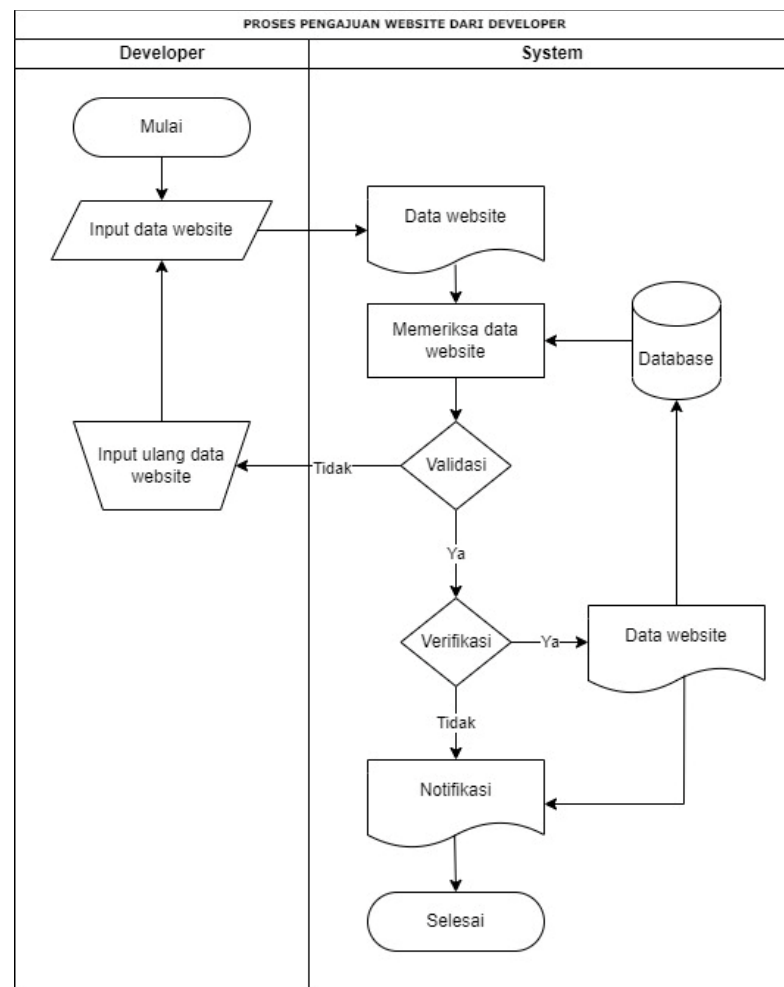 PROSES PENGAJUAN WEBSITE DARI DEVELOPER
Developer
System
Mulai
Input data website
Data website
Memeriksa data
website
Database
Input ulang data
website
Tidak
Validasi
Ya
Verifikasi
Ya
Data website
Tidak
Notifikasi
Selesai